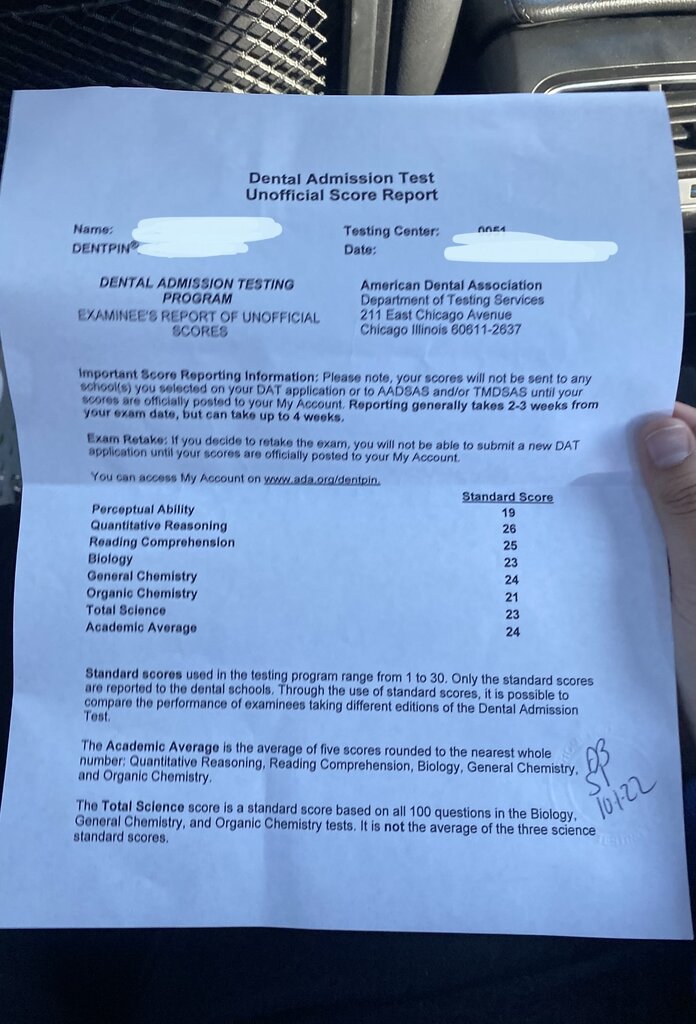 Dental Admission Test
Unofficial Score Report
Name:
Testing Center:
DENTPIN®
Date:
DENTAL ADMISSION TESTING
PROGRAM
EXAMINEE'S REPORT OF UNOFFICIAL
SCORES
American Dental Association
Department of Testing Services
211 East Chicago Avenue
Chicago Illinois 60611-2637
Important Score Reporting Information: Please note, your scores will not be sent to any
school(s) you selected on your DAT application or to AADSAS and/or TMDSAS until your
scores are officially posted to your My Account. Reporting generally takes 2-3 weeks from
your exam date, but can take up to 4 weeks.
Exam Retake: If you decide to retake the exam, you will not be able to submit a new DAT
application until your scores are officially posted to your My Account.
You can access My Account on www.ada.org/dentpin.
Standard Score
Perceptual Ability 19
Quantitative Reasoning 26
Reading Comprehension 25
Biology 23
General Chemistry 24
Organic Chemistry 21
Total Science 23
Academic Average 24
Standard scores used in the testing program range from 1 to 30. Only the standard scores
are reported to the dental schools. Through the use of standard scores, it is possible to
compare the performance of examinees taking different editions of the Dental Admission
Test.
The Academic Average is the average of five scores rounded to the nearest whole
number: Quantitative Reasoning, Reading Comprehension, Biology, General Chemistry,
and Organic Chemistry.
The Total Science score is a standard score based on all 100 questions in the Biology,
General Chemistry, and Organic Chemistry tests. It is not the average of the three science
standard scores.